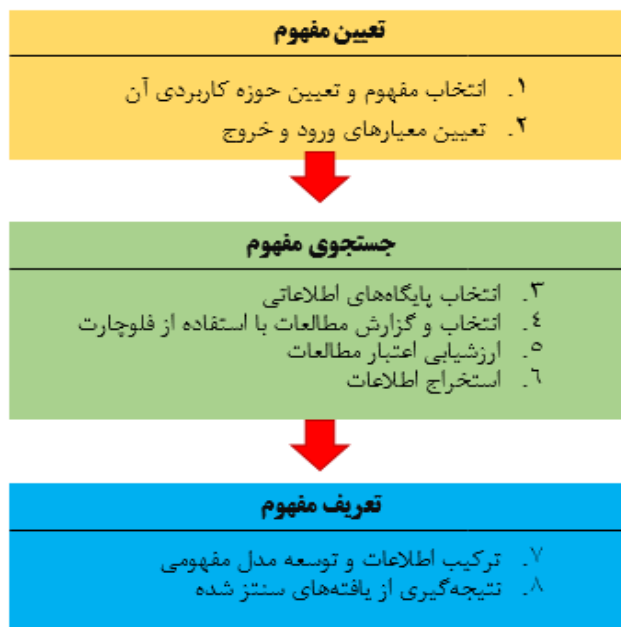 تعیین مفهوم
۱. انتخاب مفهوم و تعیین حوزه کاربردی آن
۲. تعیین معیارهای ورود و خروج
جستجوی مفهوم
۳. انتخاب پایگاه‌های اطلاعاتی
٤. انتخاب و گزارش مطالعات با استفاده از فلوچارت
٥. ارزشیابی اعتبار مطالعات
٦. استخراج اطلاعات
تعریف مفهوم
۷. ترکیب اطلاعات و توسعه مدل مفهومی
۸. نتیجه‌گیری از یافته‌های سنتز شده